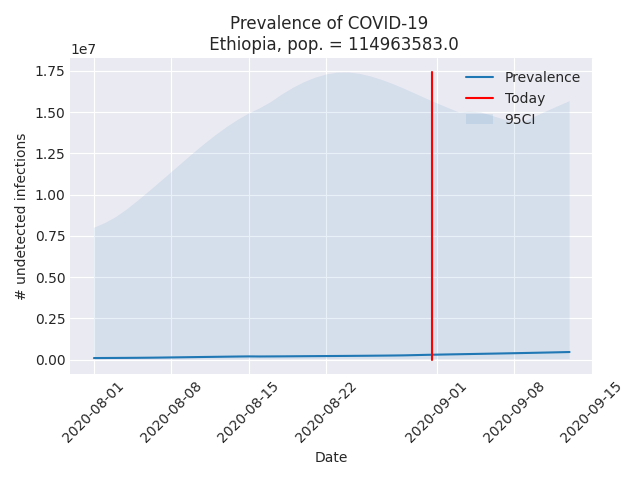 Prevalence of COVID-19
Ethiopia, pop. = 114963583.0
1e7
1.75
1.50
1.25
1.00
0.75
0.50
0.25
0.00
# undetected infections
Prevalence
Today
95CI
2020-08-01
2020-08-08
2020-08-15
2020-08-22
2020-09-01
2020-09-08
2020-09-15
Date